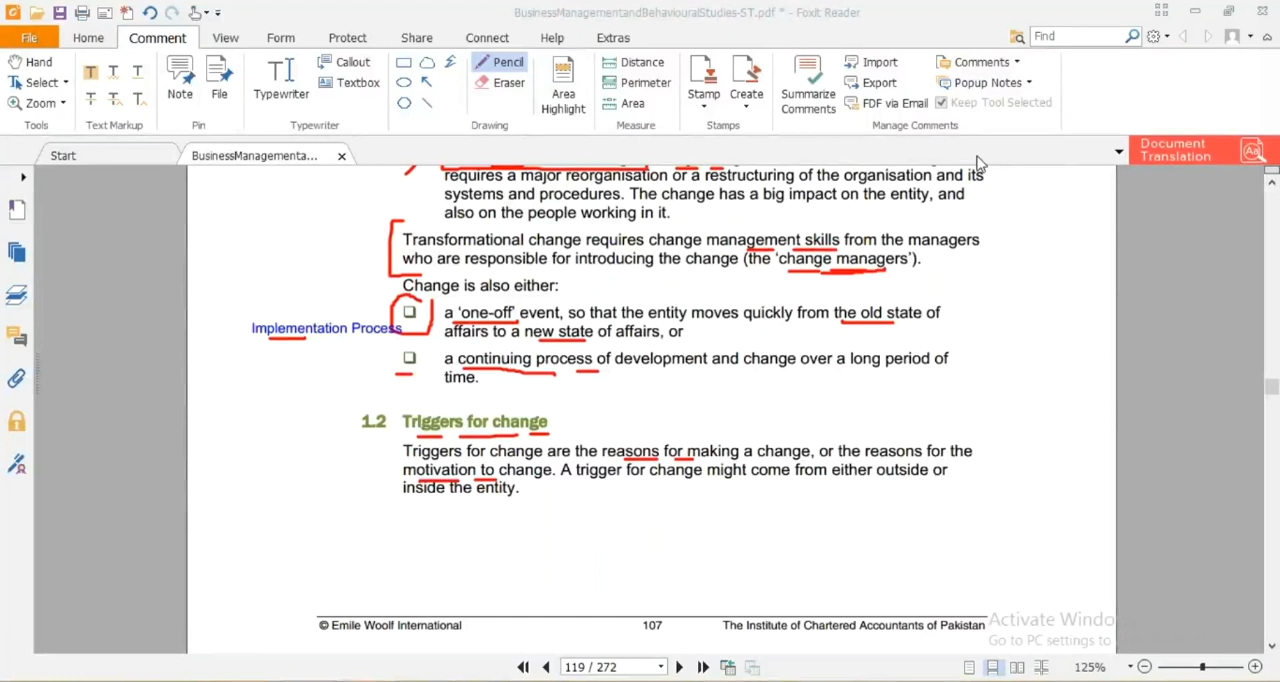 BusinessManagementandBehaviouralStudies-ST.pdf * - Foxit Reader
File Home Comment View Form Protect Share Connect Help Extras Find
Hand Select Zoom Tools
Text Markup
Note File Pin
Typewriter Callout Textbox Typewriter
Pencil Eraser Drawing
Area Highlight
Distance Perimeter Area Measure
Stamp Create Stamps
Summarize Comments Import Export FDF via Email Comments Popup Notes Keep Tool Selected Manage Comments
Start BusinessManagementa... Document Translation
requires a major reorganisation or a restructuring of the organisation and its
systems and procedures. The change has a big impact on the entity, and
also on the people working in it.
Transformational change requires change management skills from the managers
who are responsible for introducing the change (the ‘change managers’).
Change is also either:
a ‘one-off’ event, so that the entity moves quickly from the old state of
Implementation Process
affairs to a new state of affairs, or
a continuing process of development and change over a long period of
time.
1.2 Triggers for change
Triggers for change are the reasons for making a change, or the reasons for the
motivation to change. A trigger for change might come from either outside or
inside the entity.
© Emile Woolf International 107 The Institute of Chartered Accountants of Pakistan
Activate Windo
Go to PC settings to
119 / 272 125%